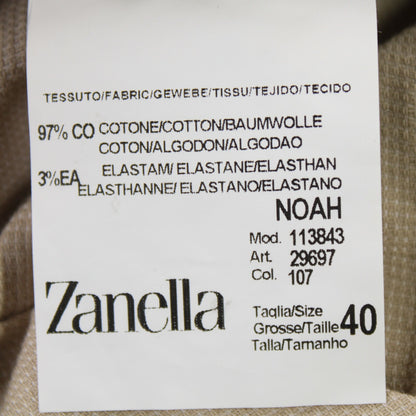 TESSUTO/FABRIC/GEWEBE/TISSU/TEJIDO/TECIDO
97% CO COTONE/COTTON/BAUMWOLLE
COTON/ALGODON/ALGODAO
3%EA ELASTAM/ ELASTANE/ELASTHAN
ELASTHANNE/ ELASTANO/ELASTANO
NOAH
Mod. 113843
Art. 29697
Col. 107
Zanella
Taglia/Size
Grosse/Taille 40
Talla/Tamanho